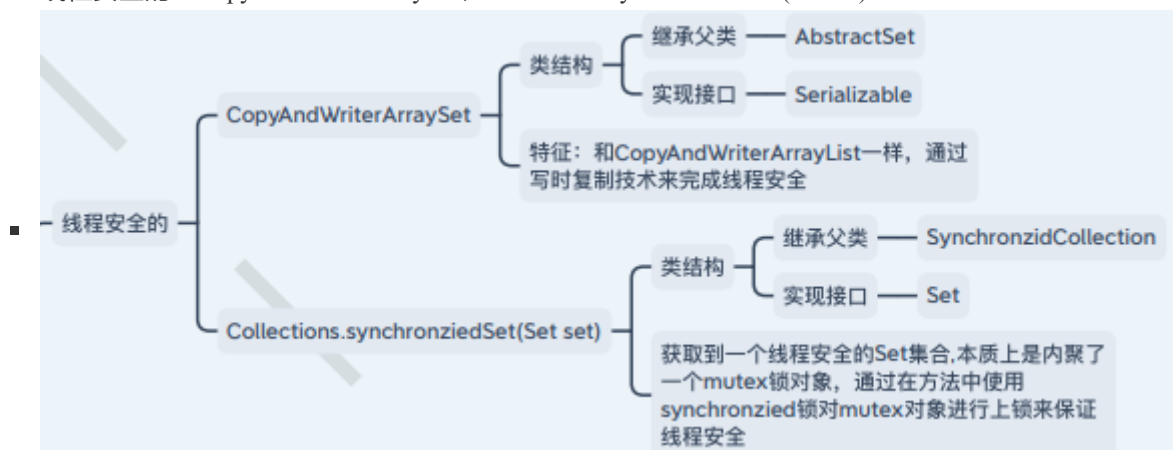 继承父类
AbstractSet
类结构
实现接口
Serializable
CopyAndWriterArraySet
特征：和CopyAndWriterArrayList一样，通过
写时复制技术来完成线程安全
线程安全的
继承父类
SynchronzidCollection
类结构
实现接口
Set
Collections.synchronziedSet(Set set)
获取到一个线程安全的Set集合,本质上是内聚了
一个mutex锁对象，通过在方法中使用
synchronzied锁对mutex对象进行上锁来保证
线程安全